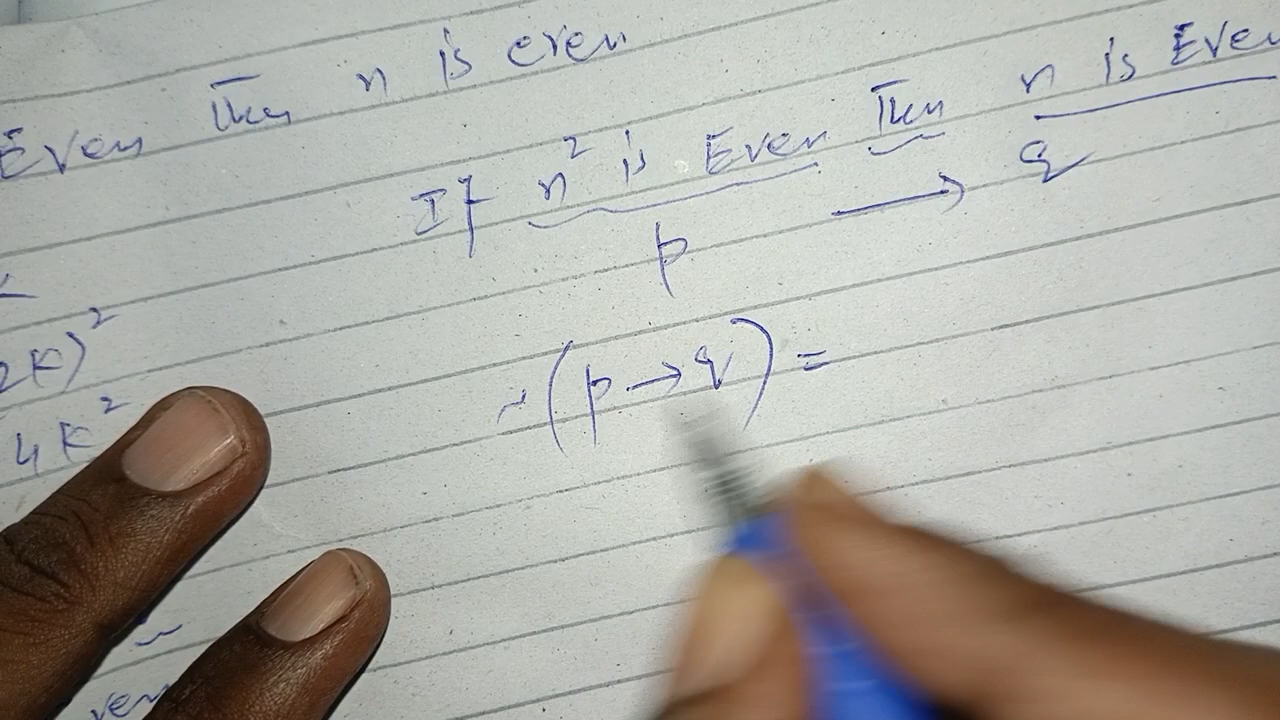 Even Then n is even
If n² is Even Then n is Even
p → q
2K)²
~(p → q) =
4K²